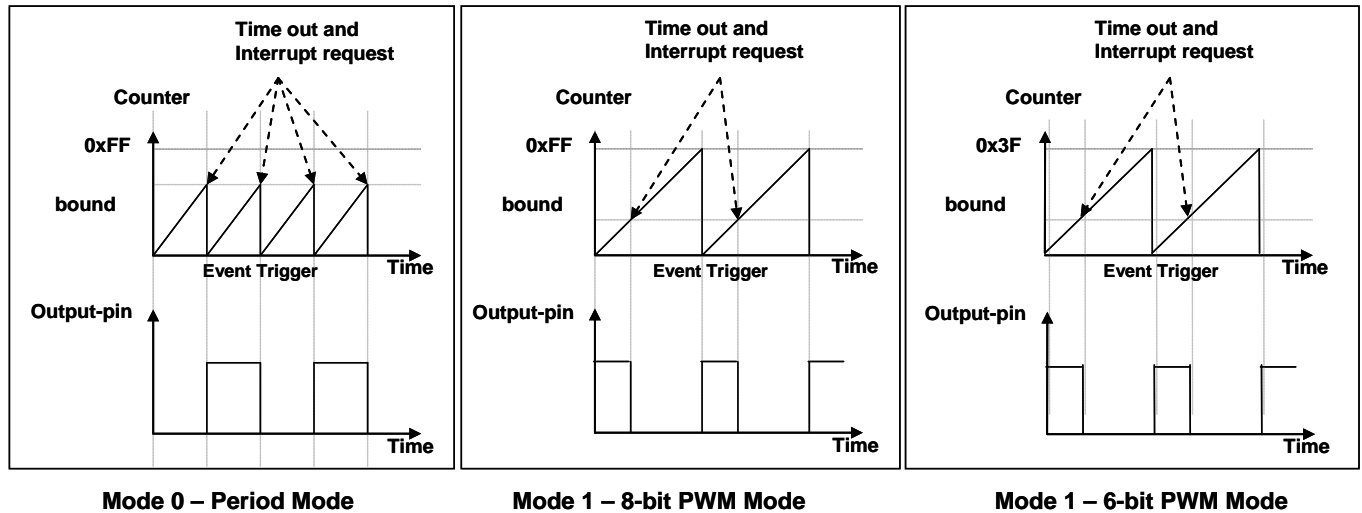 Time out and
Interrupt request
Counter
0xFF
bound
Time
Event Trigger
Output-pin
Time
Mode 0 – Period Mode
Time out and
Interrupt request
Counter
0xFF
bound
Time
Event Trigger
Output-pin
Time
Mode 1 – 8-bit PWM Mode
Time out and
Interrupt request
Counter
0x3F
bound
Time
Event Trigger
Output-pin
Time
Mode 1 – 6-bit PWM Mode